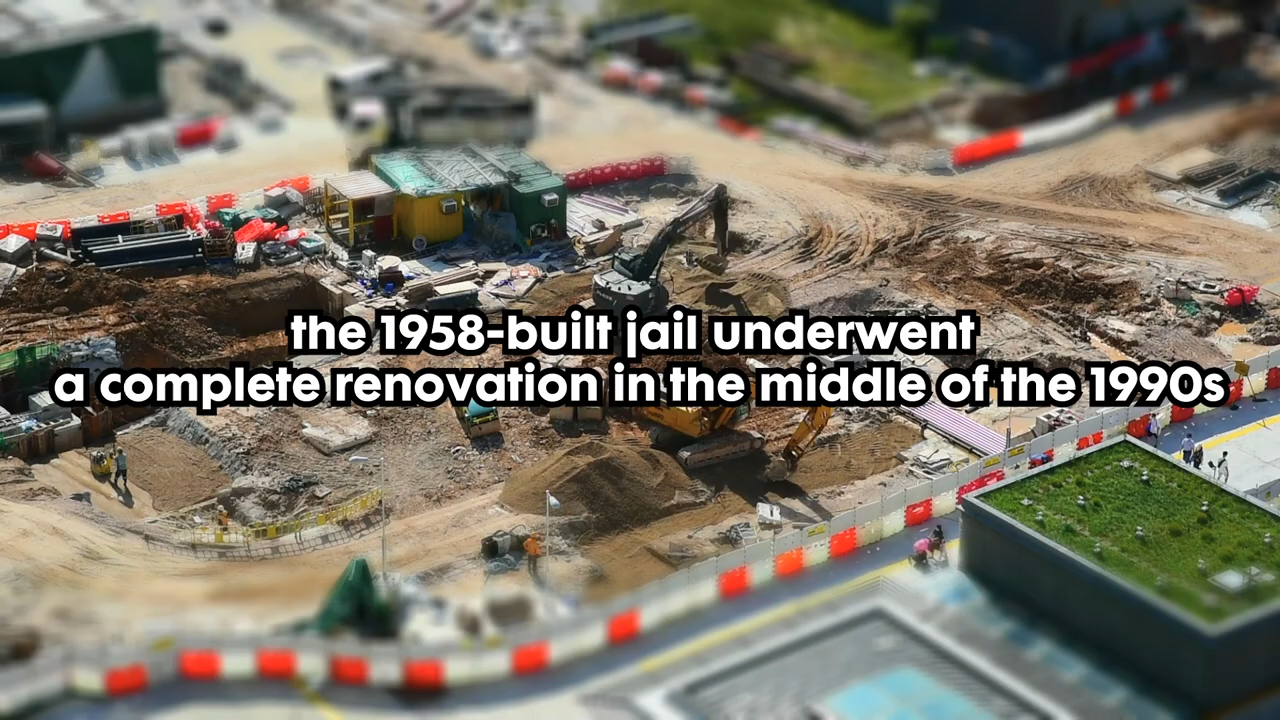 the 1958-built jail underwent
a complete renovation in the middle of the 1990s